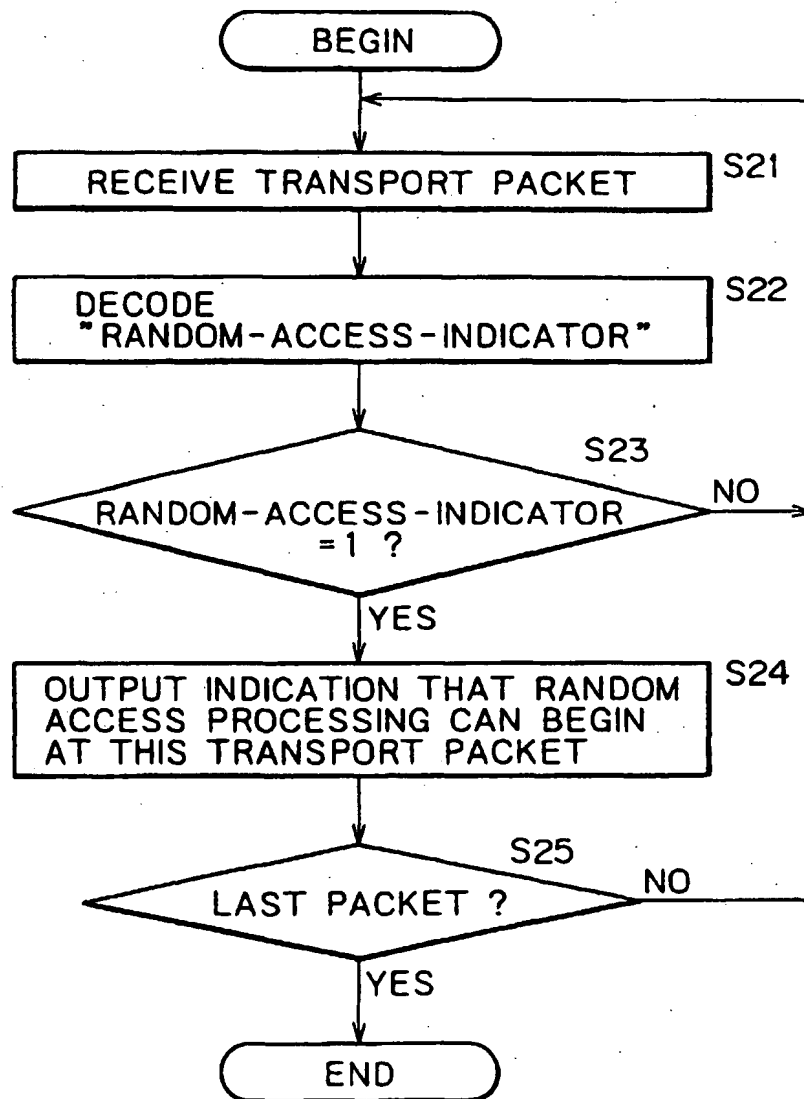 BEGIN
RECEIVE TRANSPORT PACKET
S21
DECODE
"RANDOM-ACCESS-INDICATOR"
S22
S23
RANDOM-ACCESS-INDICATOR
=1 ?
NO
YES
OUTPUT INDICATION THAT RANDOM
ACCESS PROCESSING CAN BEGIN
AT THIS TRANSPORT PACKET
S24
S25
LAST PACKET ?
NO
YES
END